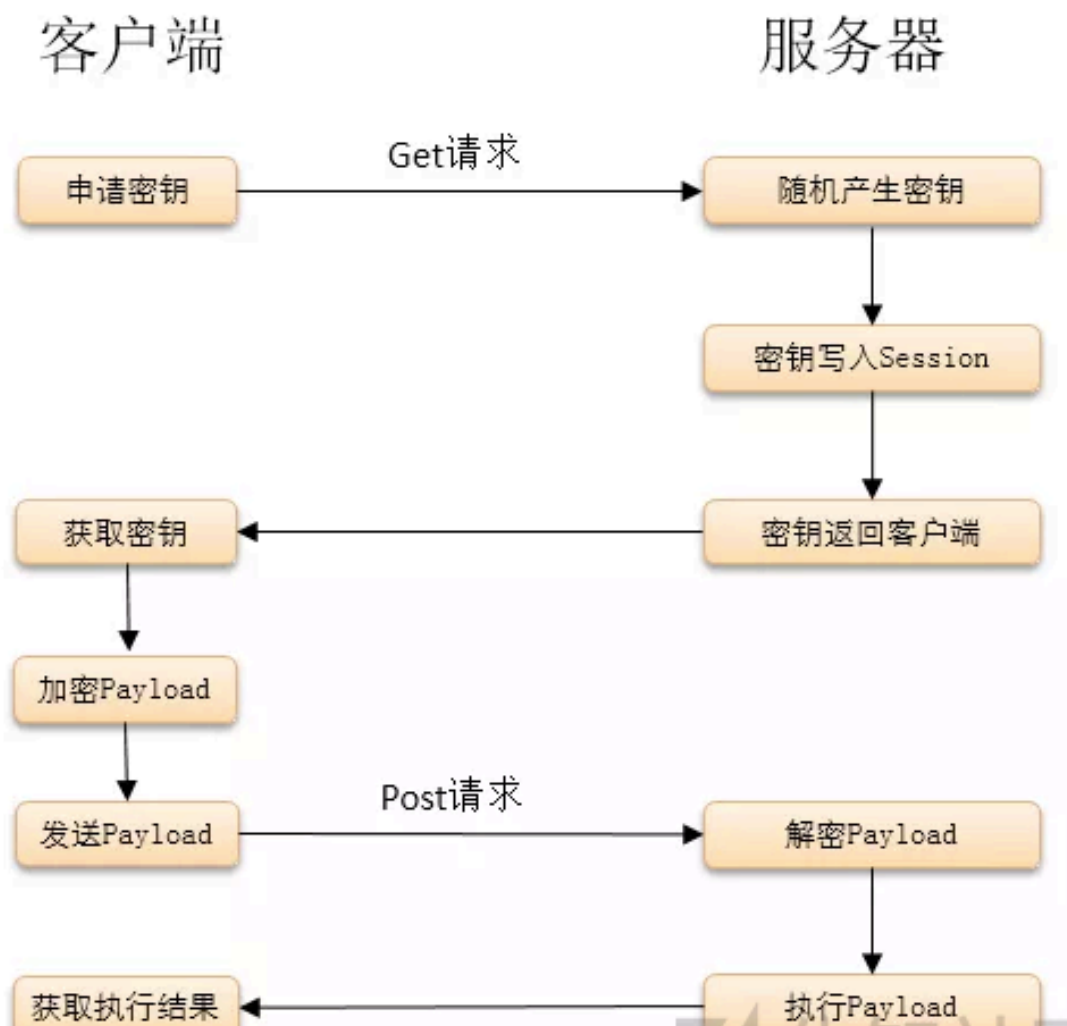 客户端 服务器
Get请求
申请密钥 随机产生密钥
密钥写入Session
获取密钥 密钥返回客户端
加密Payload
Post请求
发送Payload 解密Payload
获取执行结果 执行Payload